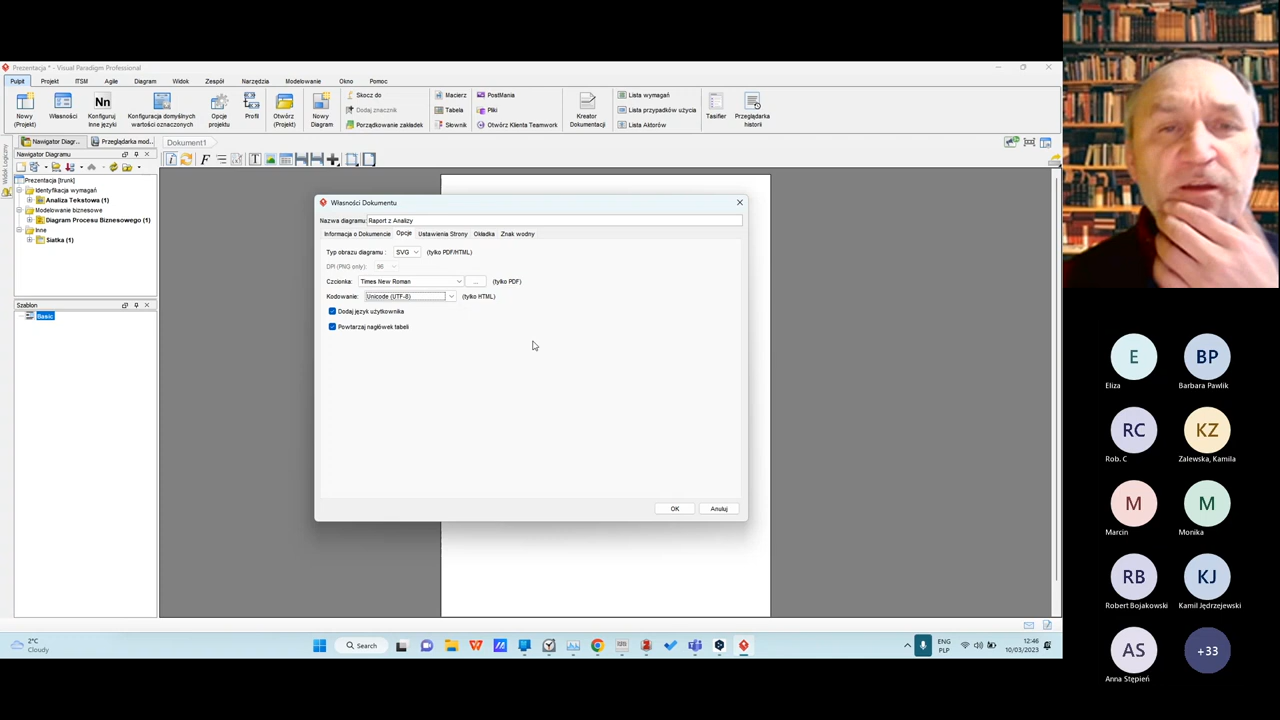 Prezentacja * - Visual Paradigm Professional
Pulpit Projekt ITSM Agile Diagram Widok Zespół Narzędzia Modelowanie Okno Pomoc
Nowy (Projekt)
Własności
Nn
Konfiguruj Inne języki
Konfiguracja domyślnych wartości oznaczonych
Opcje projektu
Profil
Otwórz (Projekt)
Nowy Diagram
Skocz do
Dodaj znacznik
Porządkowanie zakładek
Macierz
Tabela
Słownik
PostMania
Pliki
Otwórz Klienta Teamwork
Kreator Dokumentacji
Lista wymagań
Lista przypadków użycia
Lista Aktorów
Tasifier
Przeglądarka historii
Widok Logiczny
Nawigator Diagr...
Przeglądarka mod...
Dokument1
Nawigator Diagramu
Prezentacja [trunk]
Identyfikacja wymagań
Analiza Tekstowa (1)
Modelowanie biznesowe
Diagram Procesu Biznesowego (1)
Inne
Siatka (1)
Szablon
Basic
Własności Dokumentu
Nazwa diagramu: Raport z Analizy
Informacja o Dokumencie Opcje Ustawienia Strony Okładka Znak wodny
Typ obrazu diagramu : SVG (tylko PDF/HTML)
DPI (PNG only): 96
Czcionka: Times New Roman ... (tylko PDF)
Kodowanie: Unicode (UTF-8) (tylko HTML)
Dodaj język użytkownika
Powtarzaj nagłówek tabeli
OK Anuluj
2°C
Cloudy
Search
ENG
PLP
12:46
10/03/2023
E
Eliza
BP
Barbara Pawlik
RC
Rob. C
KZ
Zalewska, Kamila
M
Marcin
M
Monika
RB
Robert Bojakowski
KJ
Kamil Jędrzejewski
AS
Anna Stępień
+33